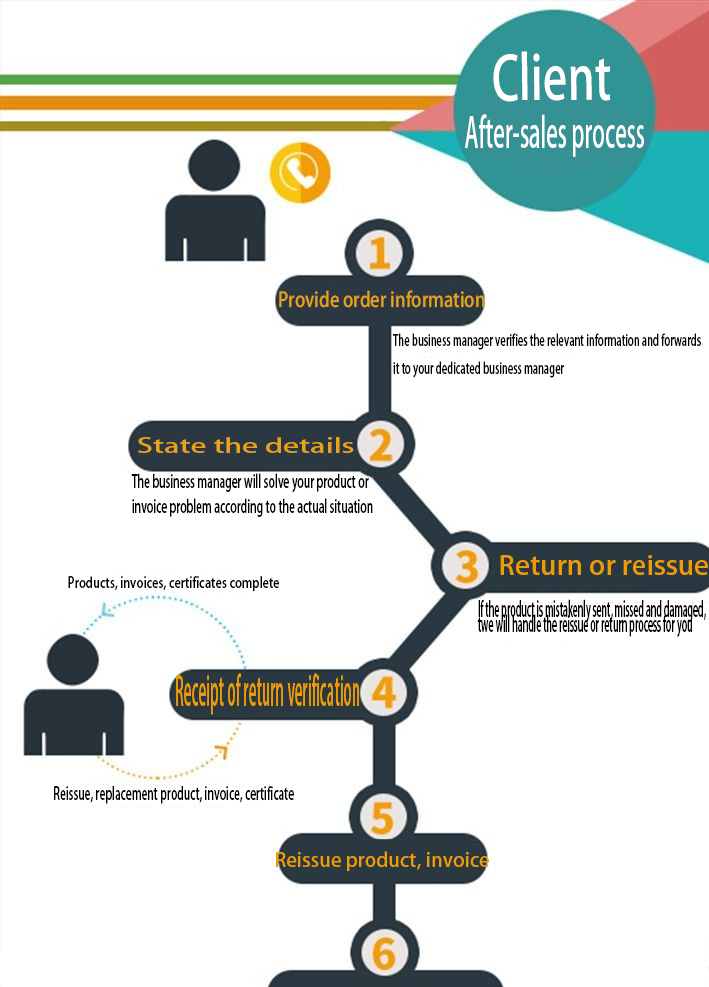 Client
After-sales process
1
Provide order information
The business manager verifies the relevant information and forwards
it to your dedicated business manager
State the details
2
The business manager will solve your product or
invoice problem according to the actual situation
3
Return or reissue
If the product is mistakenly sent, missed and damaged,
twe will handle the reissue or return process for you
Products, invoices, certificates complete
Receipt of return verification
4
Reissue, replacement product, invoice, certificate
5
Reissue product, invoice
6